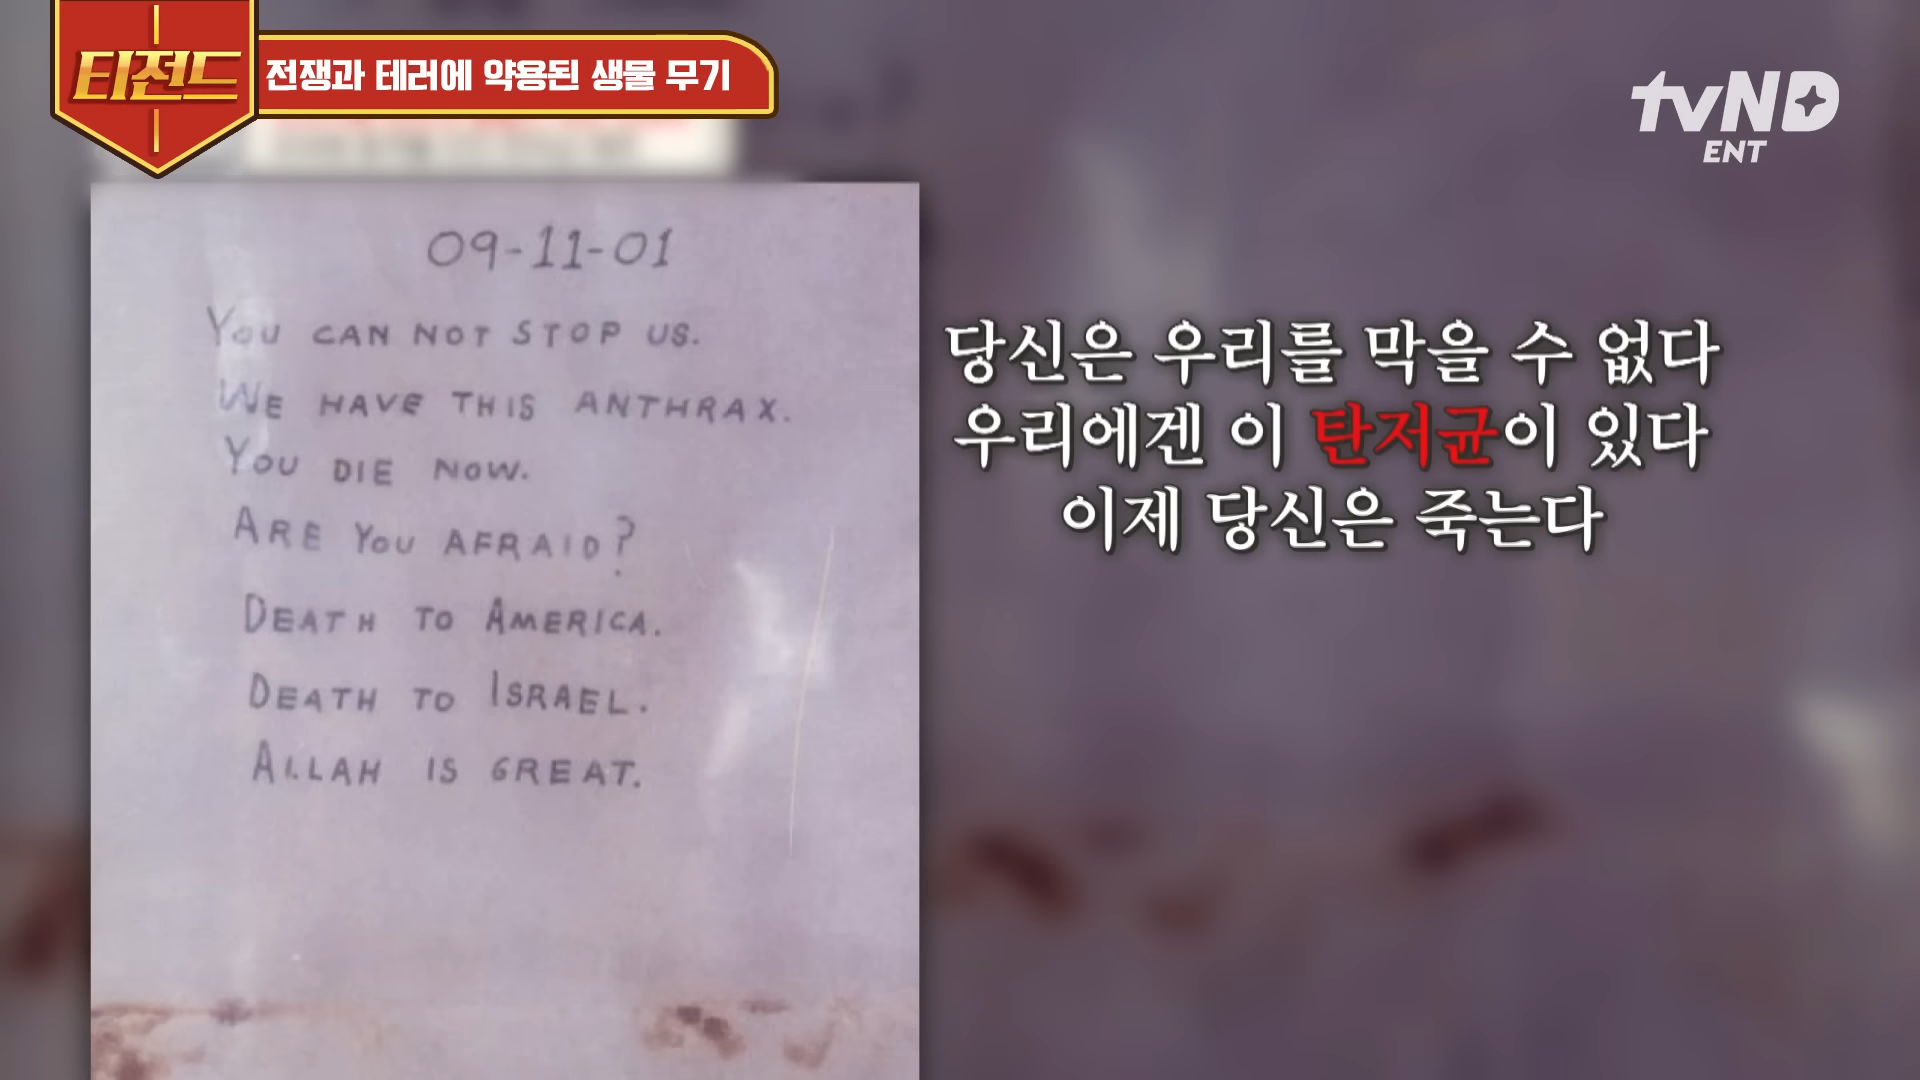 티전드
전쟁과 테러에 약용된 생물 무기
tvND
ENT
09-11-01
YOU CAN NOT STOP US.
WE HAVE THIS ANTHRAX.
YOU DIE NOW.
ARE YOU AFRAID?
DEATH TO AMERICA.
DEATH TO ISRAEL.
ALLAH IS GREAT.
당신은 우리를 막을 수 없다
우리에겐 이 탄저균이 있다
이제 당신은 죽는다